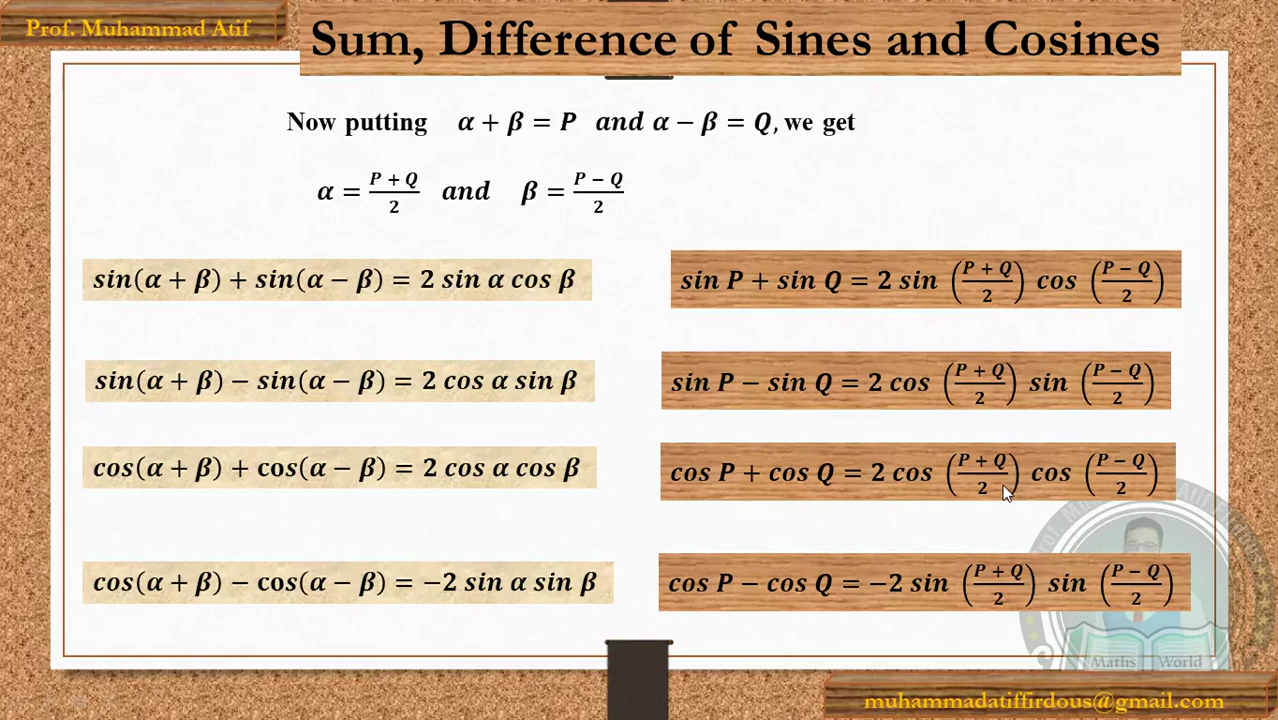 Prof. Muhammad Atif
Sum, Difference of Sines and Cosines
Now putting α + β = P and α − β = Q, we get
α = (P + Q)/2 and β = (P − Q)/2
sin(α + β) + sin(α − β) = 2 sin α cos β
sin P + sin Q = 2 sin ((P + Q)/2) cos ((P − Q)/2)
sin(α + β) − sin(α − β) = 2 cos α sin β
sin P − sin Q = 2 cos ((P + Q)/2) sin ((P − Q)/2)
cos(α + β) + cos(α − β) = 2 cos α cos β
cos P + cos Q = 2 cos ((P + Q)/2) cos ((P − Q)/2)
cos(α + β) − cos(α − β) = −2 sin α sin β
cos P − cos Q = −2 sin ((P + Q)/2) sin ((P − Q)/2)
Maths World
muhammadatiffirdous@gmail.com